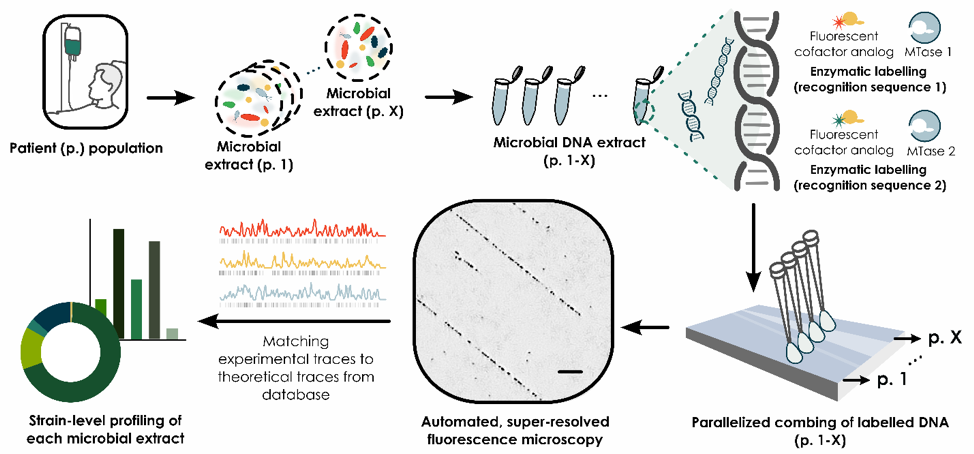 Patient (p.) population
Microbial
extract (p. 1)
...
Microbial
extract (p. X)
...
Microbial DNA extract
(p. 1-X)
Fluorescent
cofactor analog
MTase 1
Enzymatic labelling
(recognition sequence 1)
Fluorescent
cofactor analog
MTase 2
Enzymatic labelling
(recognition sequence 2)
p. X
...
p. 1
Parallelized combing of labelled DNA
(p. 1-X)
Automated, super-resolved
fluorescence microscopy
Matching
experimental traces to
theoretical traces from
database
Strain-level profiling of
each microbial extract